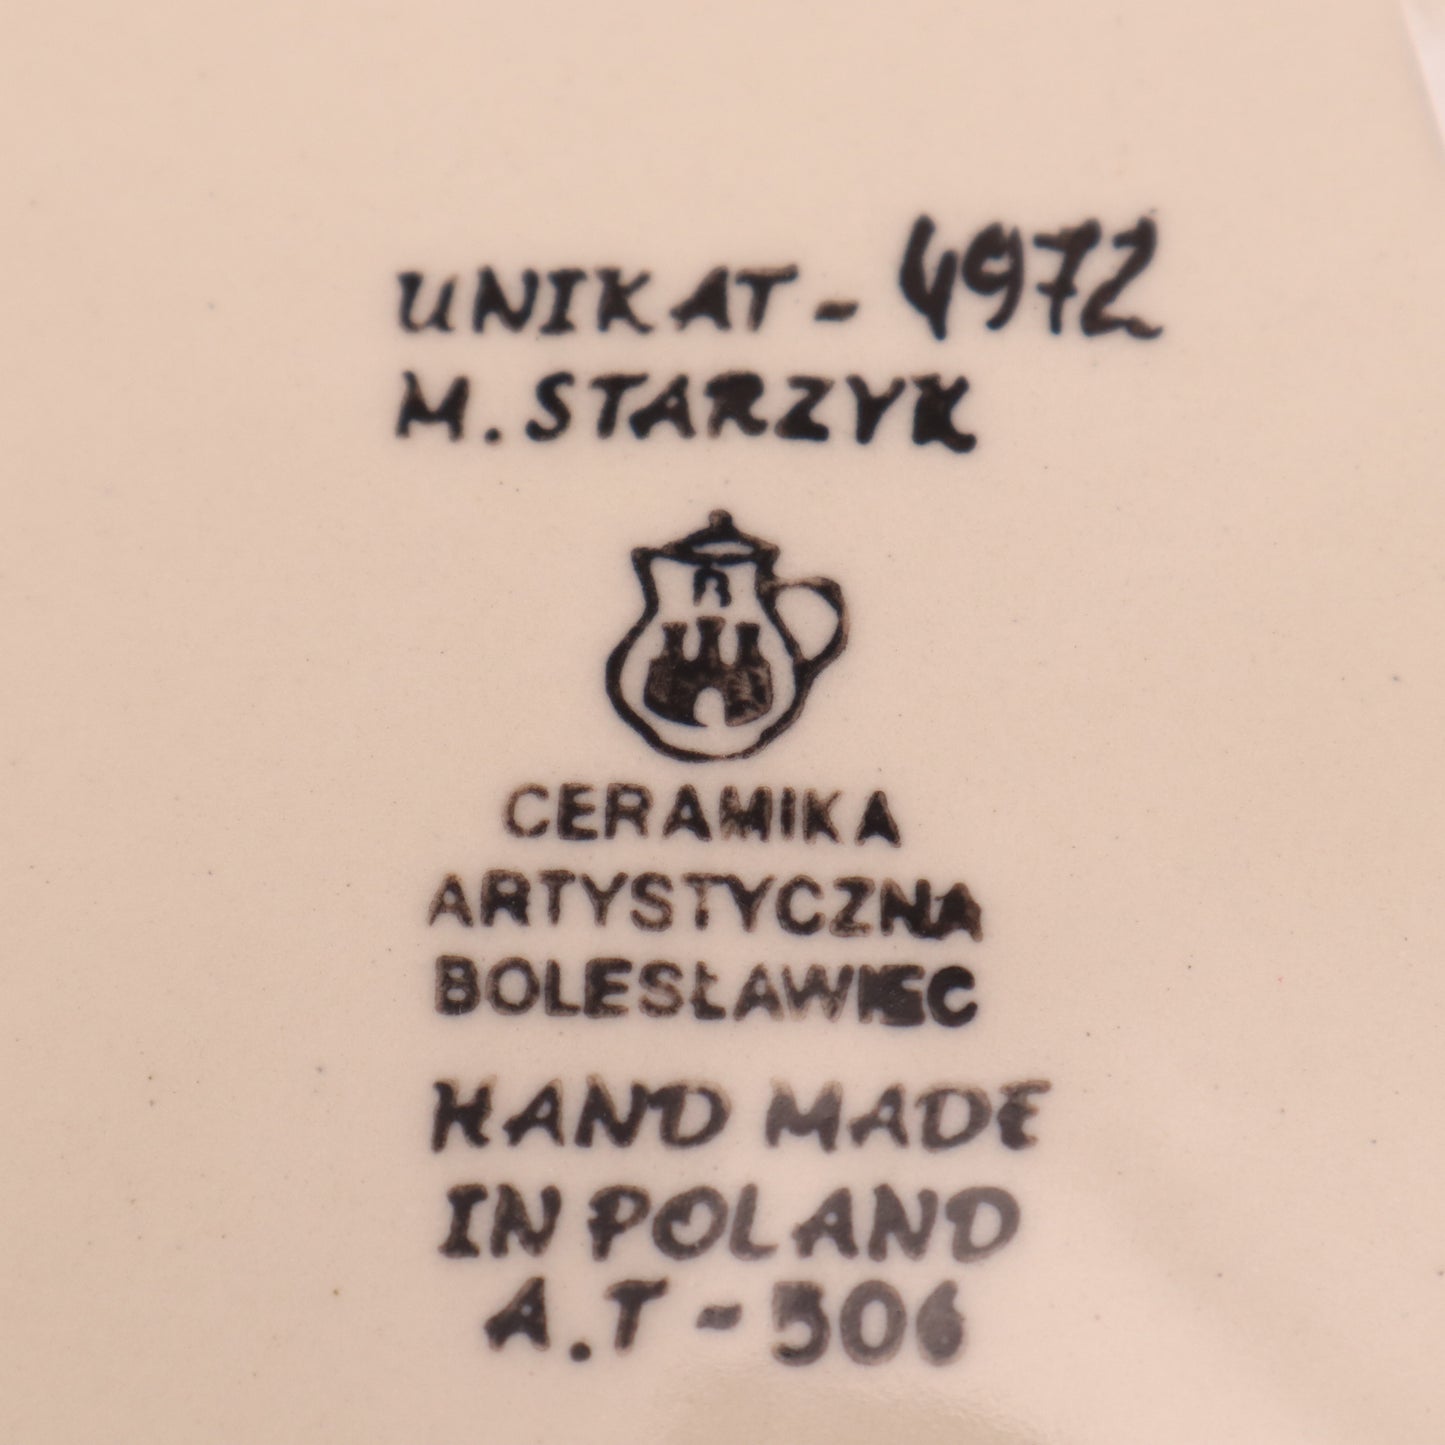 UNIKAT - 4972
M. STARZYK
CERAMIKA
ARTYSTYCZNA
BOLESŁAWIEC
HAND MADE
IN POLAND
A.T - 506